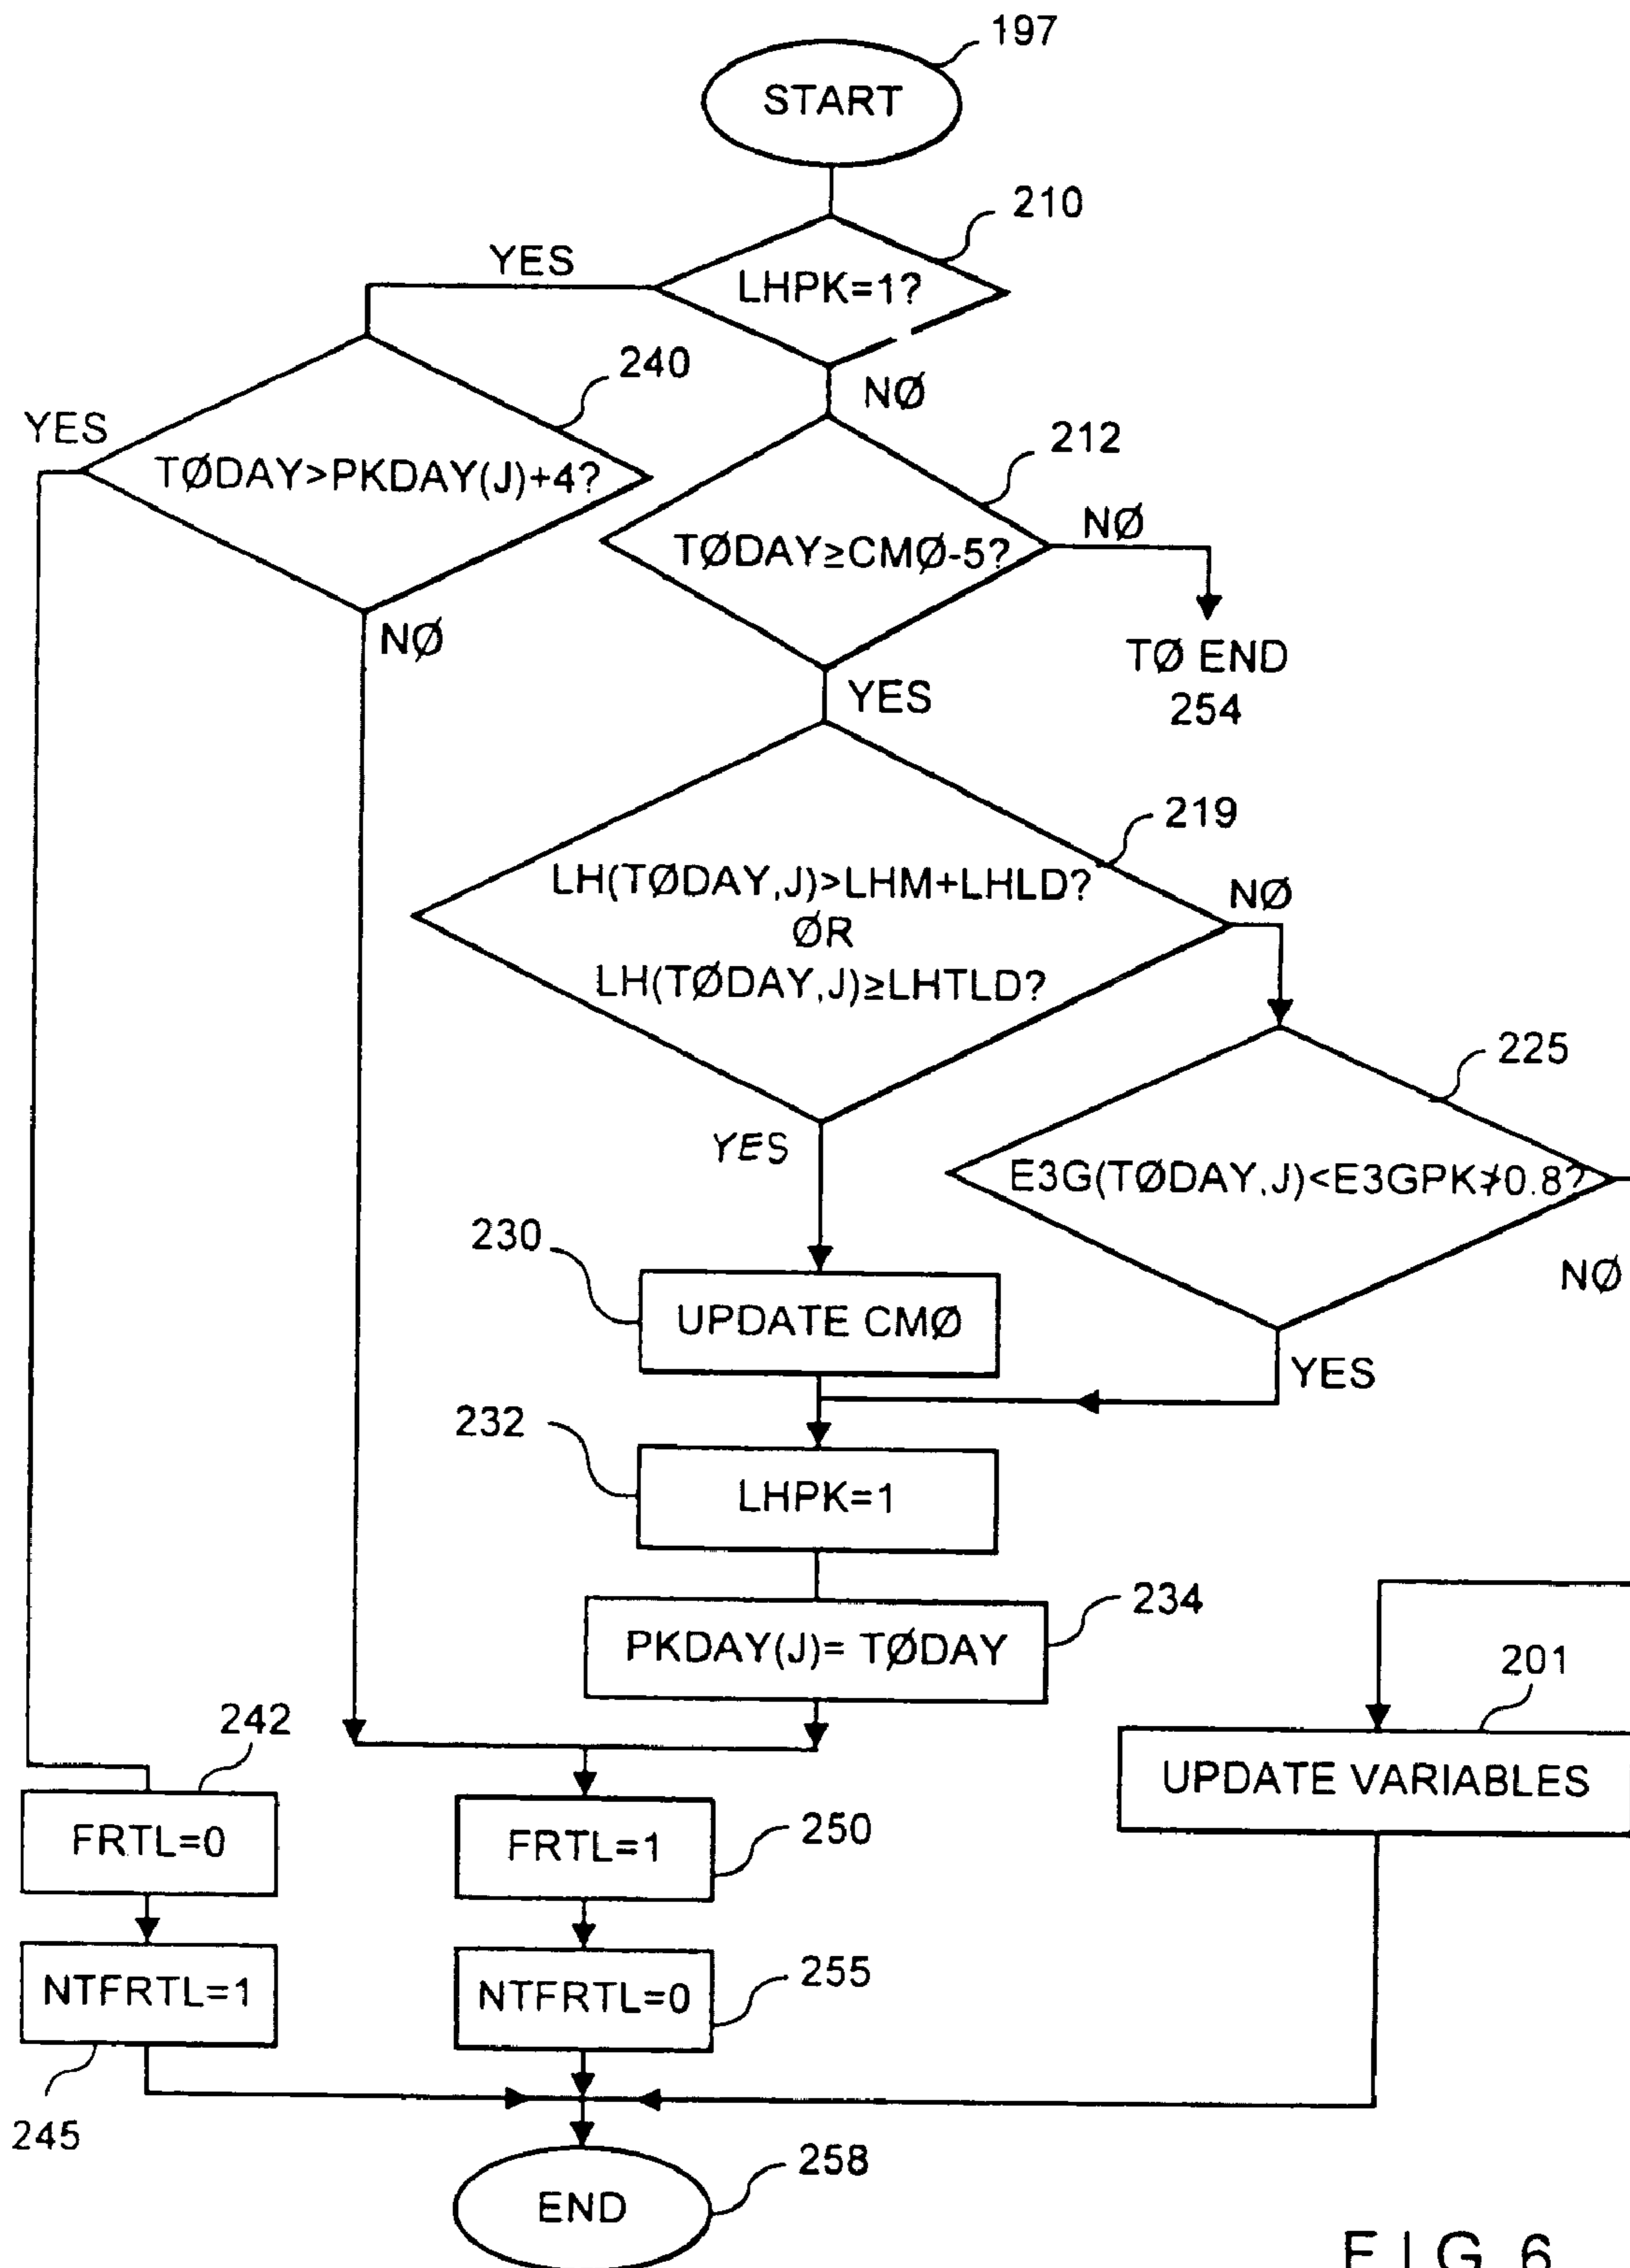 197
START
210
YES
LHPK=1?
240
NØ
YES
212
NØ
TØDAY>PKDAY(J)+4?
TØDAY≥CMØ-5?
NØ
TØ END
254
YES
219
LH(TØDAY,J)>LHM+LHLD?
NØ
ØR
LH(TØDAY,J)≥LHTLD?
225
YES
E3G(TØDAY,J)<E3GPK*0.8?
230
NØ
UPDATE CMØ
YES
232
LHPK=1
234
PKDAY(J)= TØDAY
201
242
UPDATE VARIABLES
FRTL=0
FRTL=1
250
NTFRTL=1
NTFRTL=0
255
245
258
END
FIG. 6